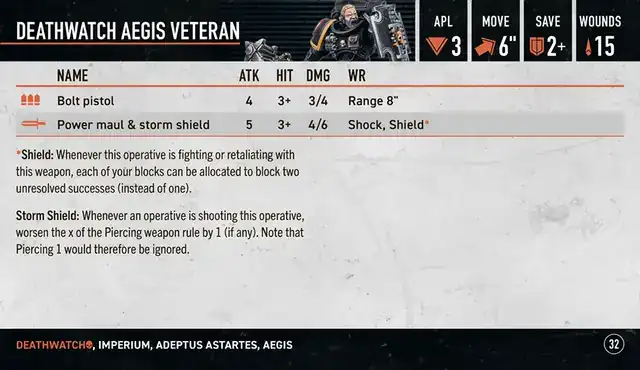 DEATHWATCH AEGIS VETERAN
APL
3
MOVE
6"
SAVE
2+
WOUNDS
15
NAME ATK HIT DMG WR
Bolt pistol 4 3+ 3/4 Range 8"
Power maul & storm shield 5 3+ 4/6 Shock, Shield*
*Shield: Whenever this operative is fighting or retaliating with
this weapon, each of your blocks can be allocated to block two
unresolved successes (instead of one).
Storm Shield: Whenever an operative is shooting this operative,
worsen the x of the Piercing weapon rule by 1 (if any). Note that
Piercing 1 would therefore be ignored.
DEATHWATCH, IMPERIUM, ADEPTUS ASTARTES, AEGIS
32